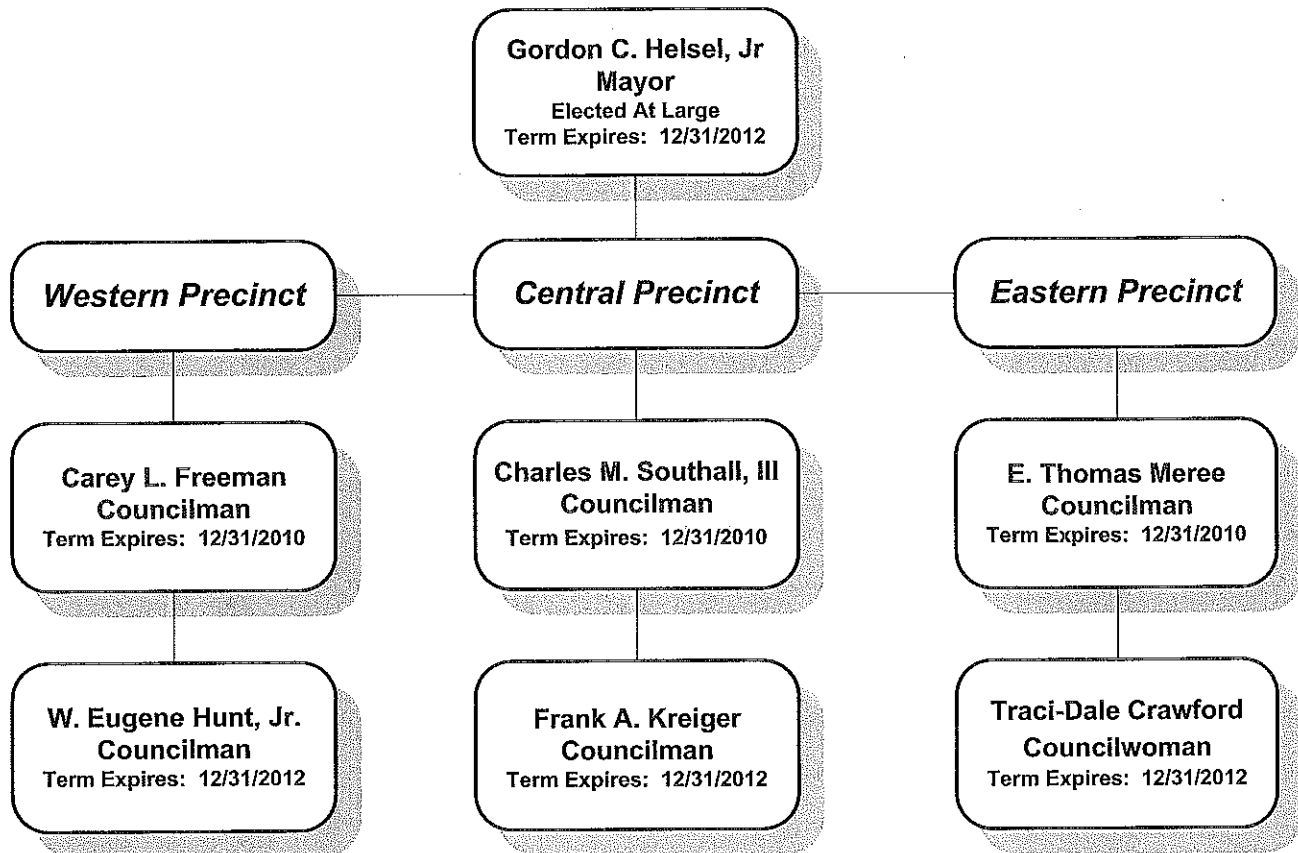 Gordon C. Helsel, Jr
Mayor
Elected At Large
Term Expires: 12/31/2012
Western Precinct
Central Precinct
Eastern Precinct
Carey L. Freeman
Councilman
Term Expires: 12/31/2010
Charles M. Southall, III
Councilman
Term Expires: 12/31/2010
E. Thomas Meree
Councilman
Term Expires: 12/31/2010
W. Eugene Hunt, Jr.
Councilman
Term Expires: 12/31/2012
Frank A. Kreiger
Councilman
Term Expires: 12/31/2012
Traci-Dale Crawford
Councilwoman
Term Expires: 12/31/2012